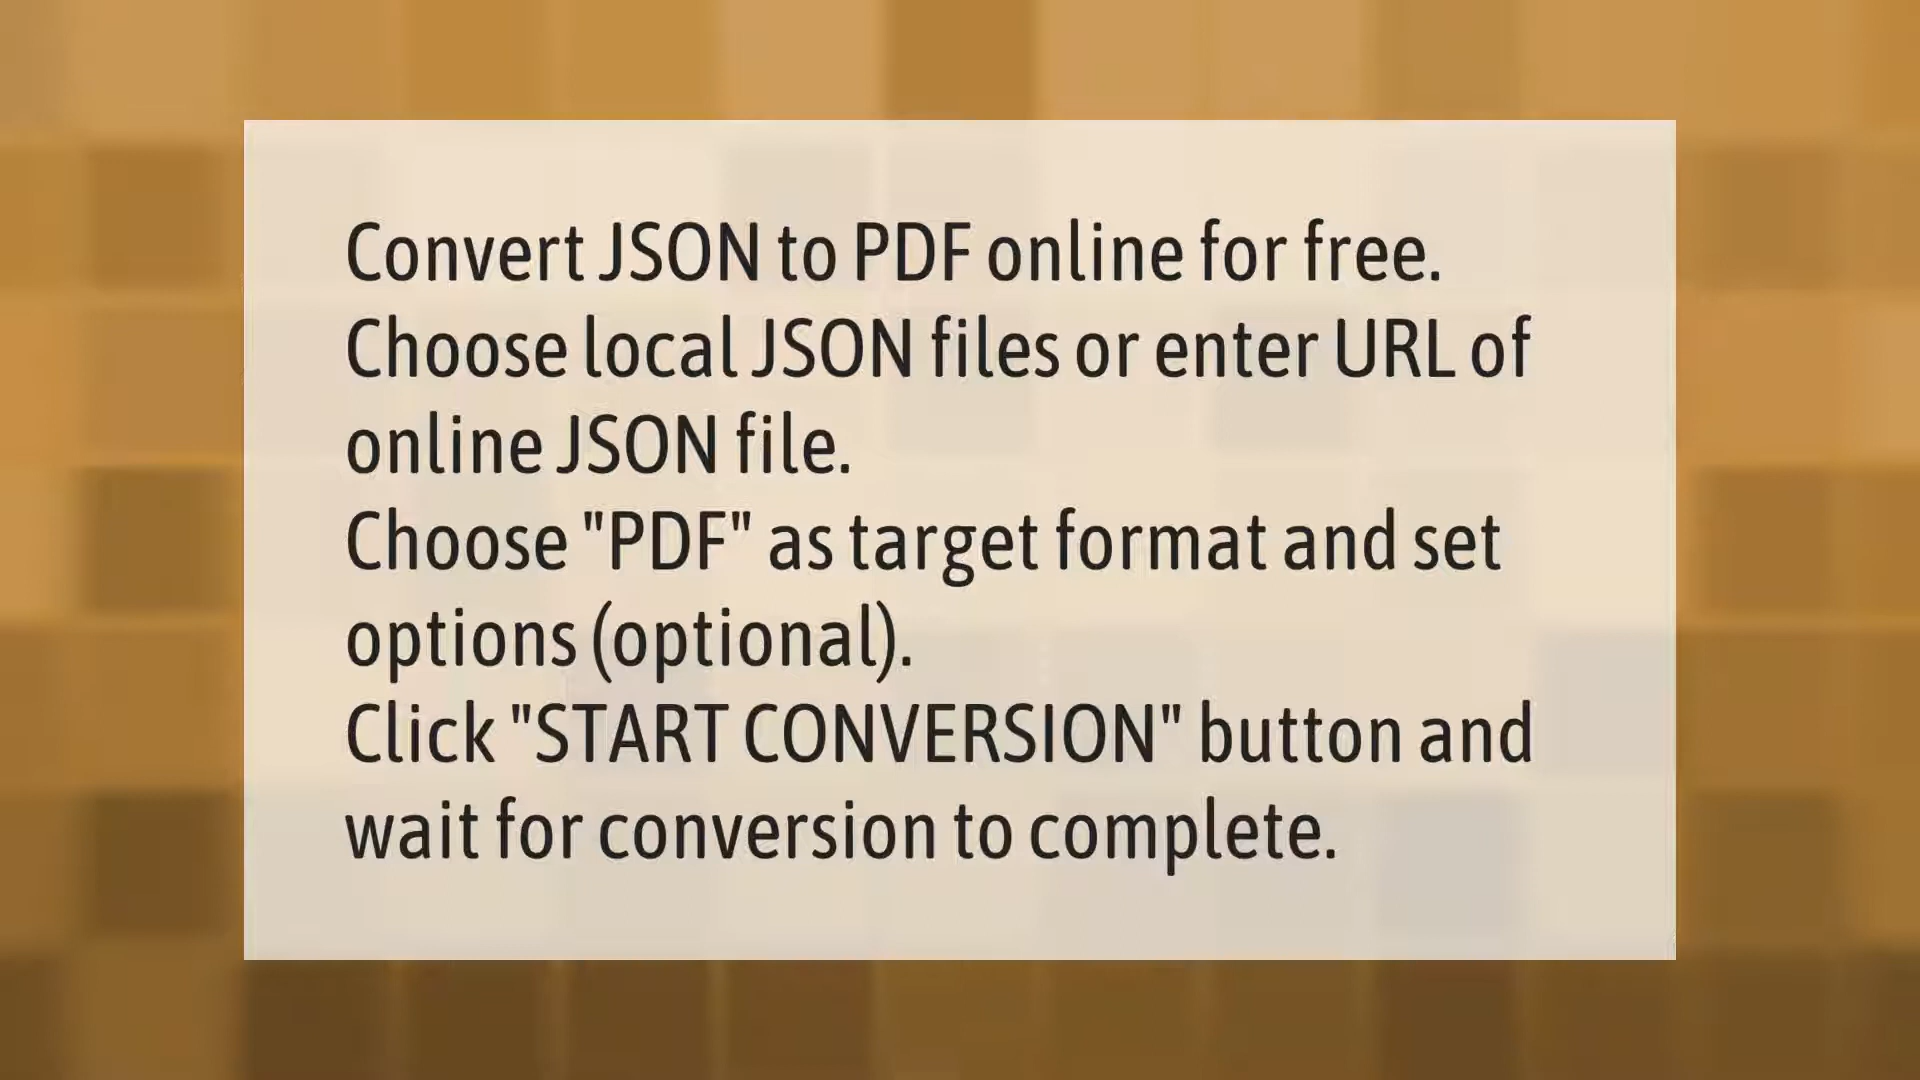 Convert JSON to PDF online for free.
Choose local JSON files or enter URL of
online JSON file.
Choose "PDF" as target format and set
options (optional).
Click "START CONVERSION" button and
wait for conversion to complete.